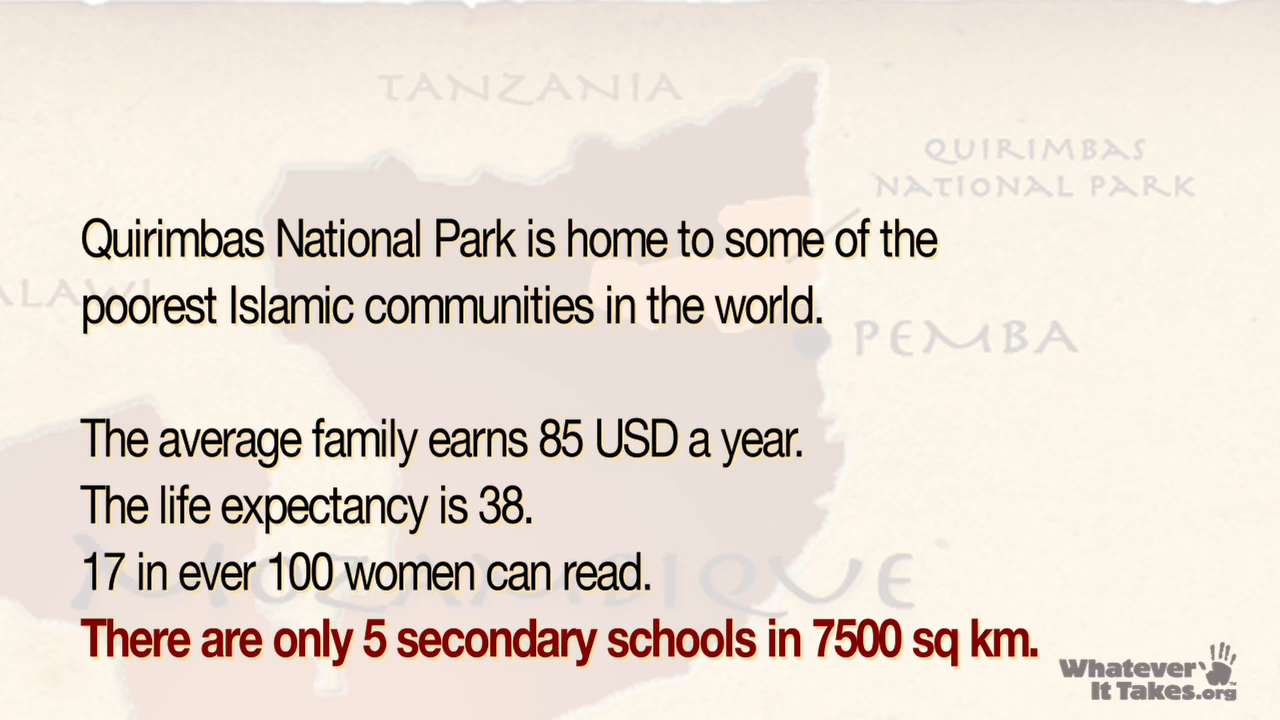 TANZANIA
QUIRIMBAS
NATIONAL PARK
Quirimbas National Park is home to some of the
ALAWI
poorest Islamic communities in the world.
PEMBA
The average family earns 85 USD a year.
The life expectancy is 38.
17 in ever 100 women can read.
MOZAMBIQUE
There are only 5 secondary schools in 7500 sq km.
Whatever
It Takes.org